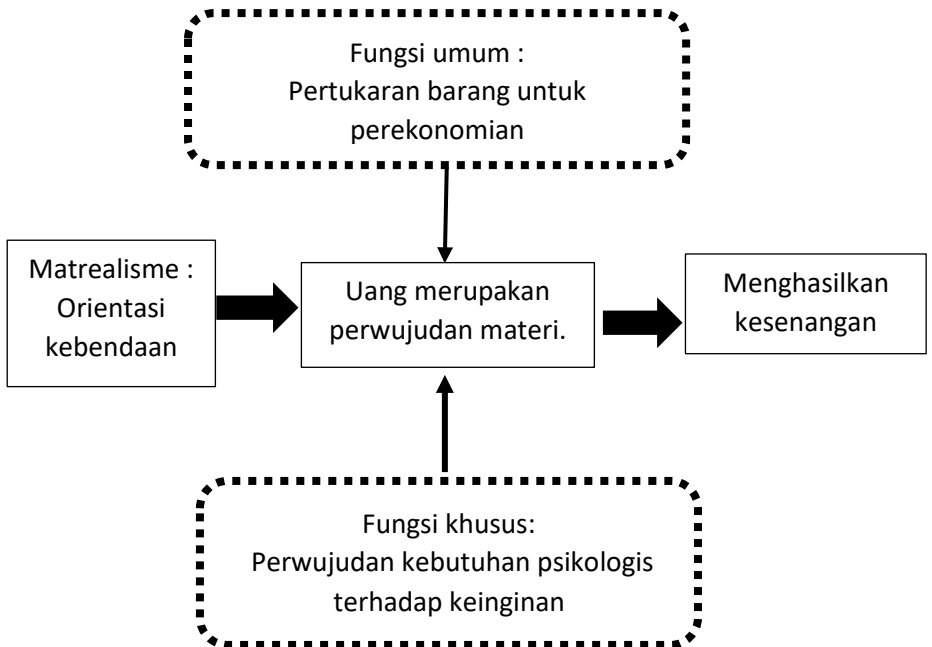 Fungsi umum :
Pertukaran barang untuk
perekonomian
Matrealisme :
Orientasi
kebendaan
Uang merupakan
perwujudan materi.
Menghasilkan
kesenangan
Fungsi khusus:
Perwujudan kebutuhan psikologis
terhadap keinginan